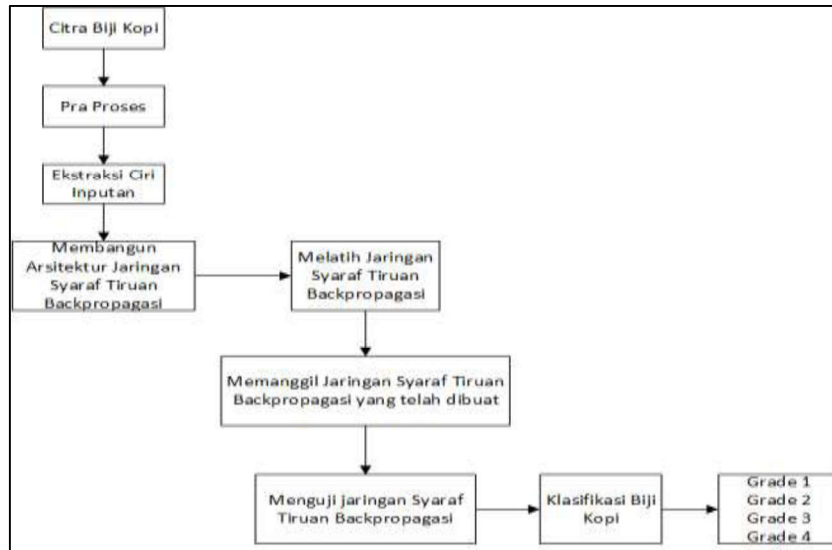 Citra Biji Kopi
Pra Proses
Ekstraksi Ciri
Inputan
Membangun
Arsitektur Jaringan
Syaraf Tiruan
Backpropagasi
Melatih Jaringan
Syaraf Tiruan
Backpropagasi
Memanggil Jaringan Syaraf Tiruan
Backpropagasi yang telah dibuat
Menguji jaringan Syaraf
Tiruan Backpropagasi
Klasifikasi Biji
Kopi
Grade 1
Grade 2
Grade 3
Grade 4